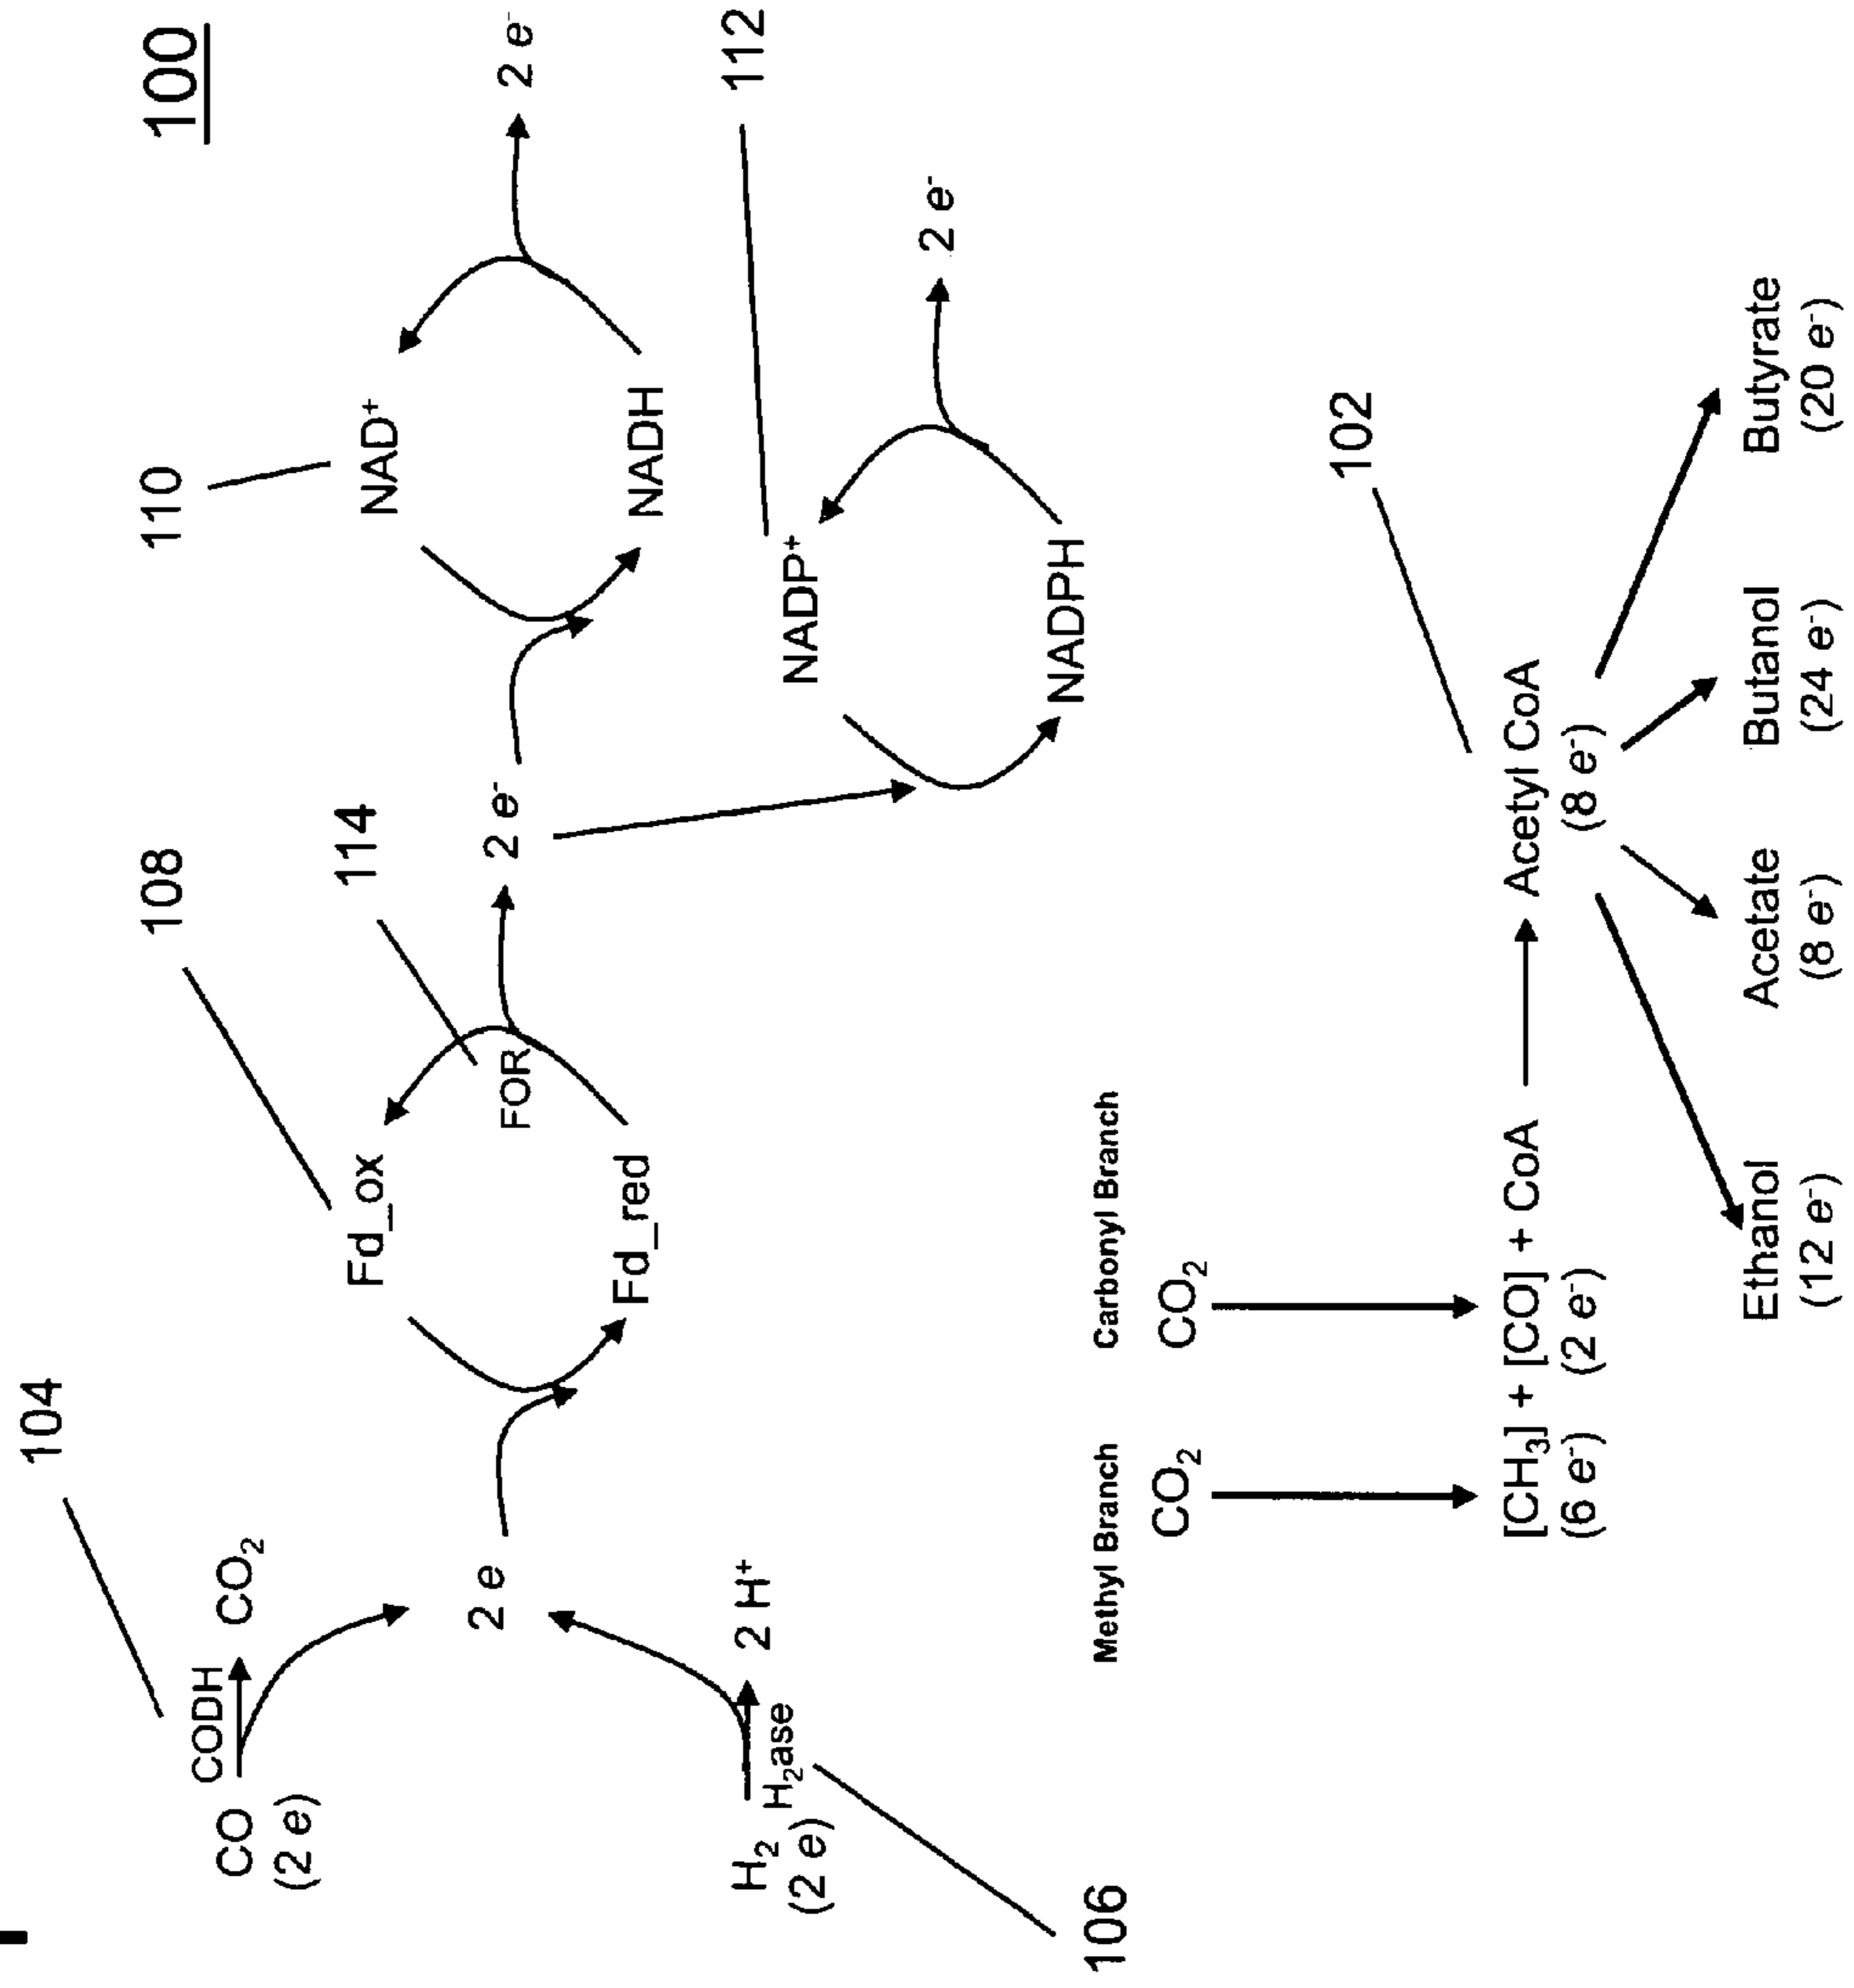 100
104
108
110
114
CO CODH CO2
(2 e)
Fd_ox
NAD+
2 e
FOR
2 e-
2 e-
Fd_red
NADH
112
H2 H2ase 2 H+
(2 e)
NADP+
2 e-
NADPH
106
Methyl Branch Carbonyl Branch
CO2 CO2
102
[CH3] + [CO] + CoA
(6 e-) (2 e-)
Acetyl CoA
(8 e-)
Ethanol Acetate Butanol Butyrate
(12 e-) (8 e-) (24 e-) (20 e-)